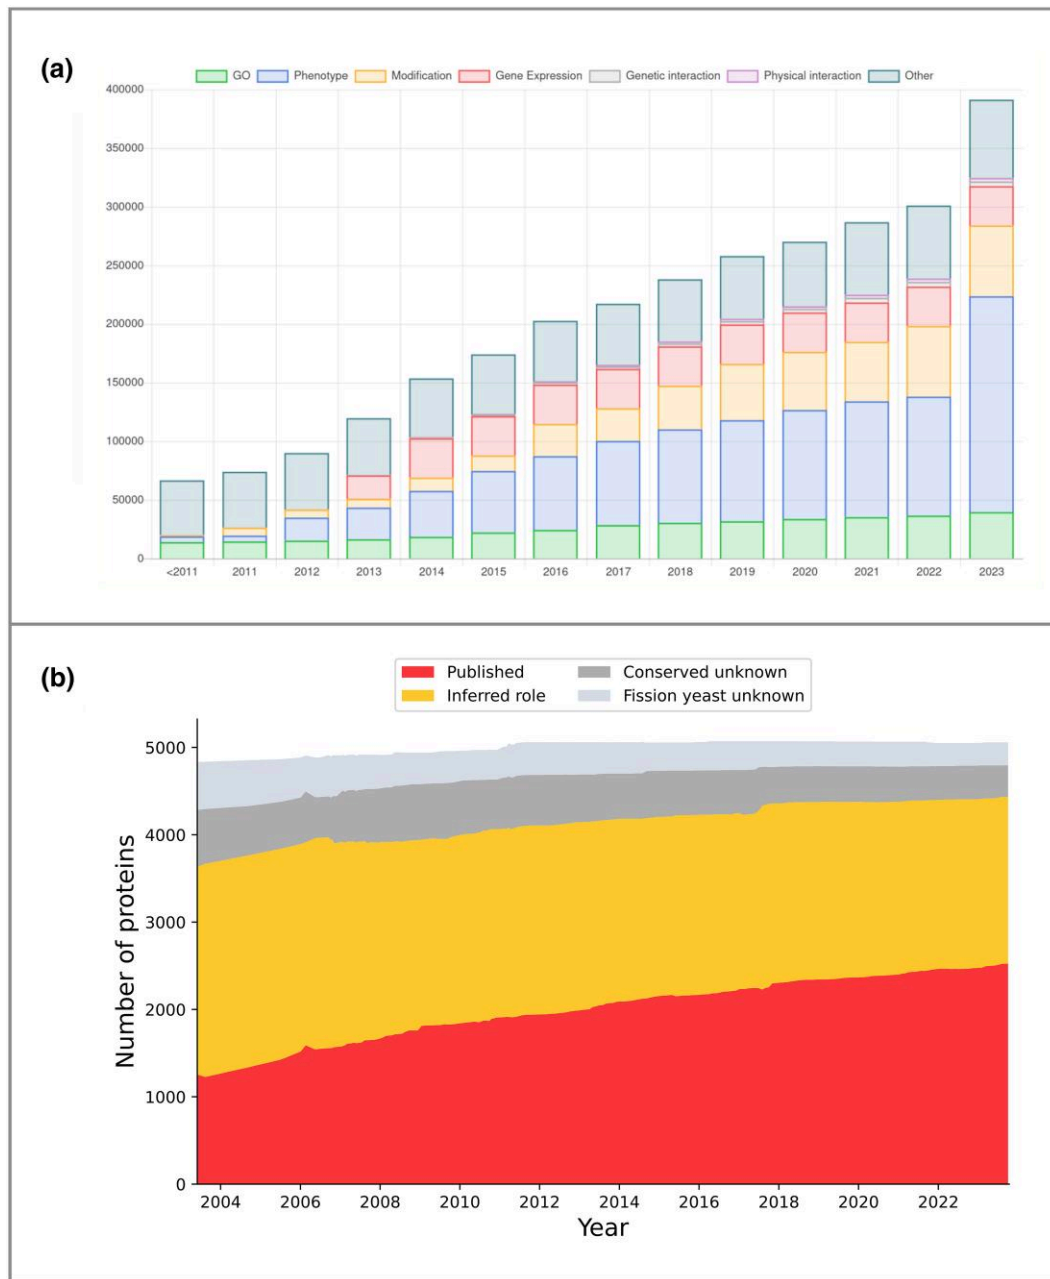 (a)
GO Phenotype Modification Gene Expression Genetic interaction Physical interaction Other
400000
350000
300000
250000
200000
150000
100000
50000
0
<2011 2011 2012 2013 2014 2015 2016 2017 2018 2019 2020 2021 2022 2023
(b)
Published Conserved unknown
Inferred role Fission yeast unknown
Number of proteins
5000
4000
3000
2000
1000
0
2004 2006 2008 2010 2012 2014 2016 2018 2020 2022
Year